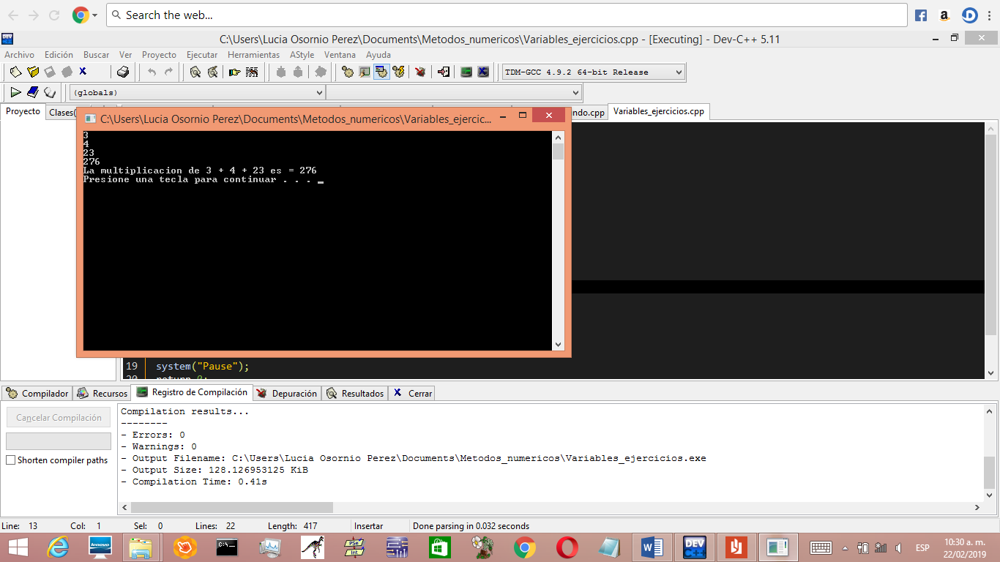 Search the web...
C:\Users\Lucia Osornio Perez\Documents\Metodos_numericos\Variables_ejercicios.cpp - [Executing] - Dev-C++ 5.11
Archivo Edición Buscar Ver Proyecto Ejecutar Herramientas AStyle Ventana Ayuda
TDM-GCC 4.9.2 64-bit Release
(globals)
Proyecto Clases( ndo.cpp Variables_ejercicios.cpp
C:\Users\Lucia Osornio Perez\Documents\Metodos_numericos\Variables_ejercic...
3
4
23
276
La multiplicacion de 3 + 4 + 23 es = 276
Presione una tecla para continuar . . .
19 system("Pause");
20 return 0;
Compilador Recursos Registro de Compilación Depuración Resultados Cerrar
Cancelar Compilación
Shorten compiler paths
Compilation results...
--------
- Errors: 0
- Warnings: 0
- Output Filename: C:\Users\Lucia Osornio Perez\Documents\Metodos_numericos\Variables_ejercicios.exe
- Output Size: 128.126953125 KiB
- Compilation Time: 0.41s
Line: 13 Col: 1 Sel: 0 Lines: 22 Length: 417 Insertar Done parsing in 0.032 seconds
ESP
10:30 a. m.
22/02/2019